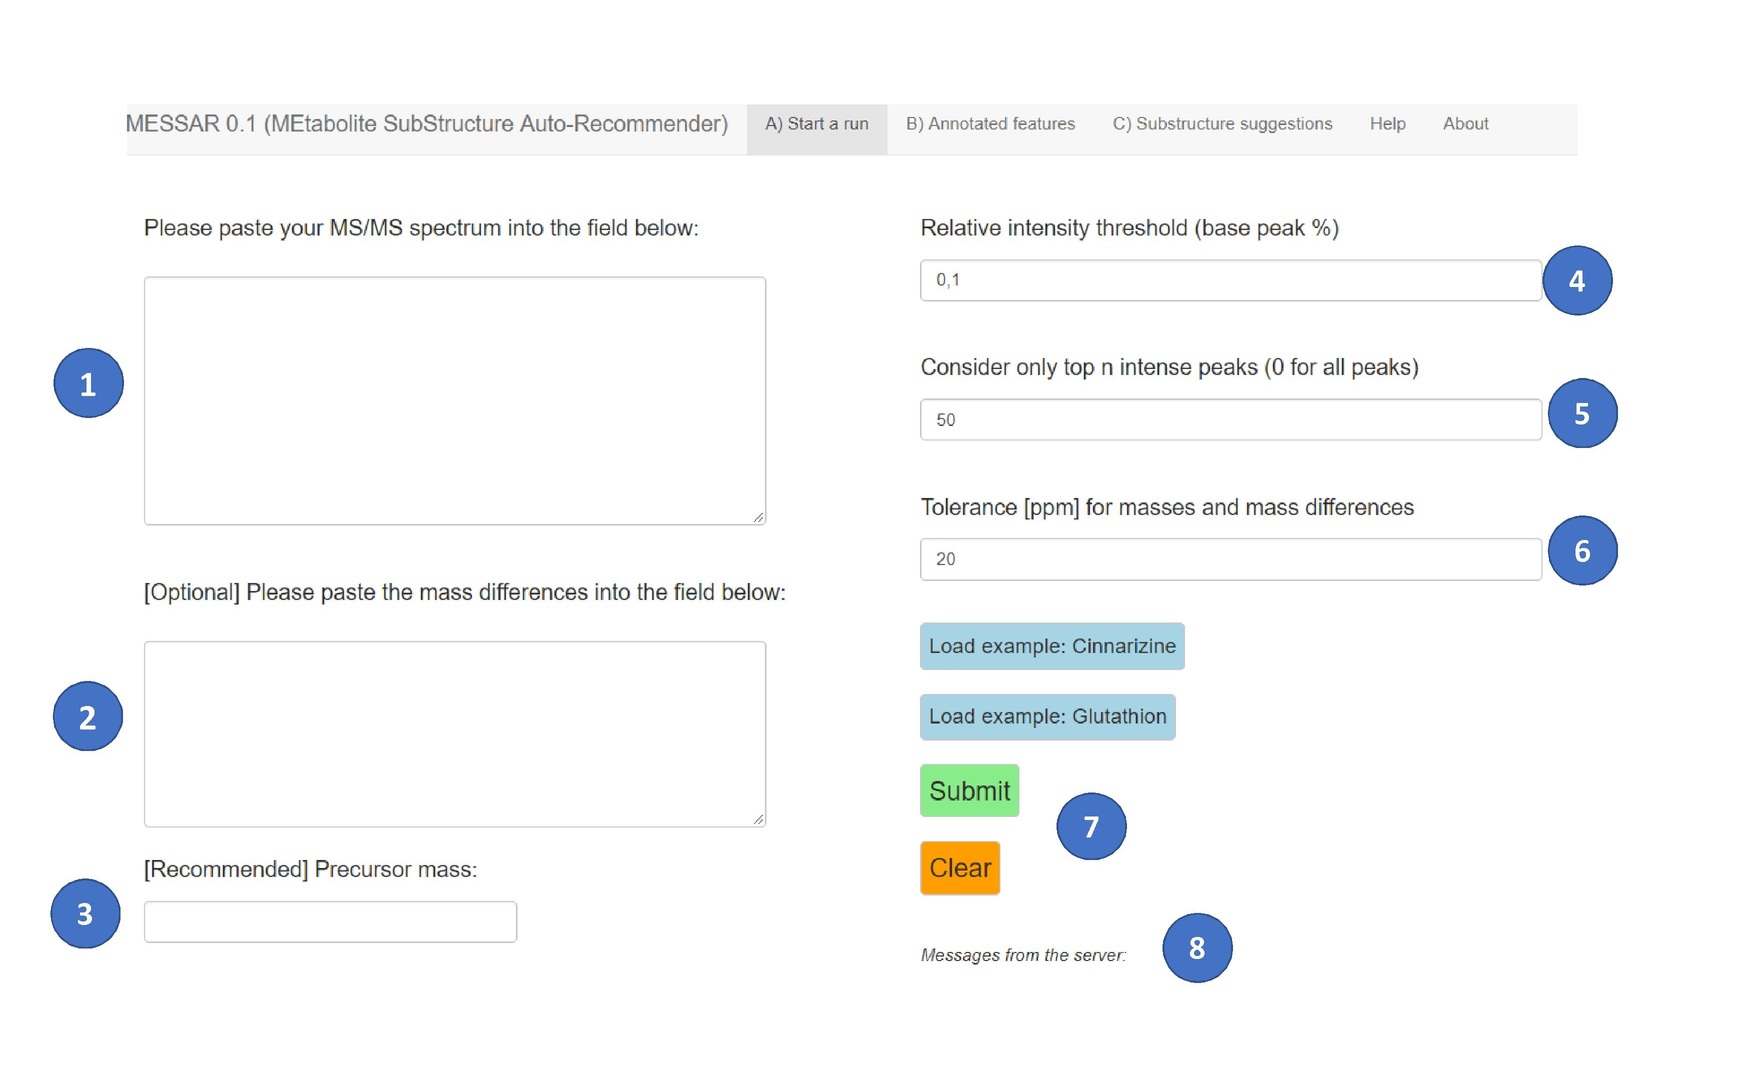 MESSAR 0.1 (MEtabolite SubStructure Auto-Recommender) A) Start a run B) Annotated features C) Substructure suggestions Help About
Please paste your MS/MS spectrum into the field below:
1
[Optional] Please paste the mass differences into the field below:
2
[Recommended] Precursor mass:
3
Relative intensity threshold (base peak %)
0,1
4
Consider only top n intense peaks (0 for all peaks)
50
5
Tolerance [ppm] for masses and mass differences
20
6
Load example: Cinnarizine
Load example: Glutathion
Submit
7
Clear
Messages from the server:
8